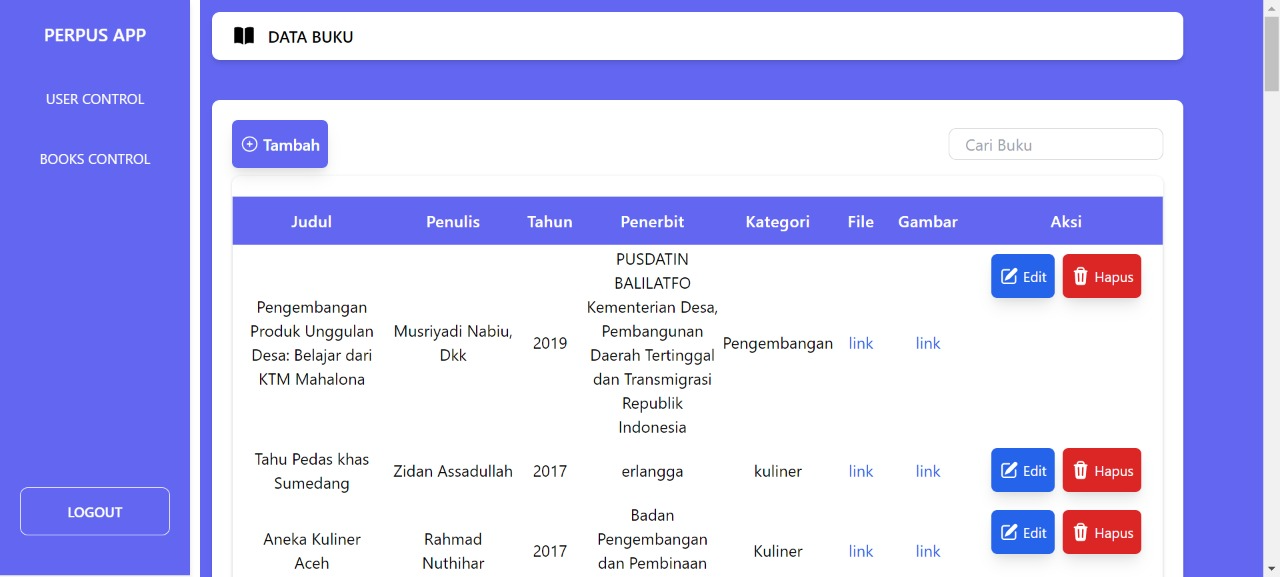 PERPUS APP
USER CONTROL
BOOKS CONTROL
LOGOUT
DATA BUKU
Tambah
Cari Buku
Judul Penulis Tahun Penerbit Kategori File Gambar Aksi
Pengembangan
Produk Unggulan
Desa: Belajar dari
KTM Mahalona
Musriyadi Nabiu,
Dkk
2019
PUSDATIN
BALILATFO
Kementerian Desa,
Pembangunan
Daerah Tertinggal
dan Transmigrasi
Republik
Indonesia
Pengembangan
link
link
Edit
Hapus
Tahu Pedas khas
Sumedang
Zidan Assadullah
2017
erlangga
kuliner
link
link
Edit
Hapus
Aneka Kuliner
Aceh
Rahmad
Nuthihar
2017
Badan
Pengembangan
dan Pembinaan
Kuliner
link
link
Edit
Hapus